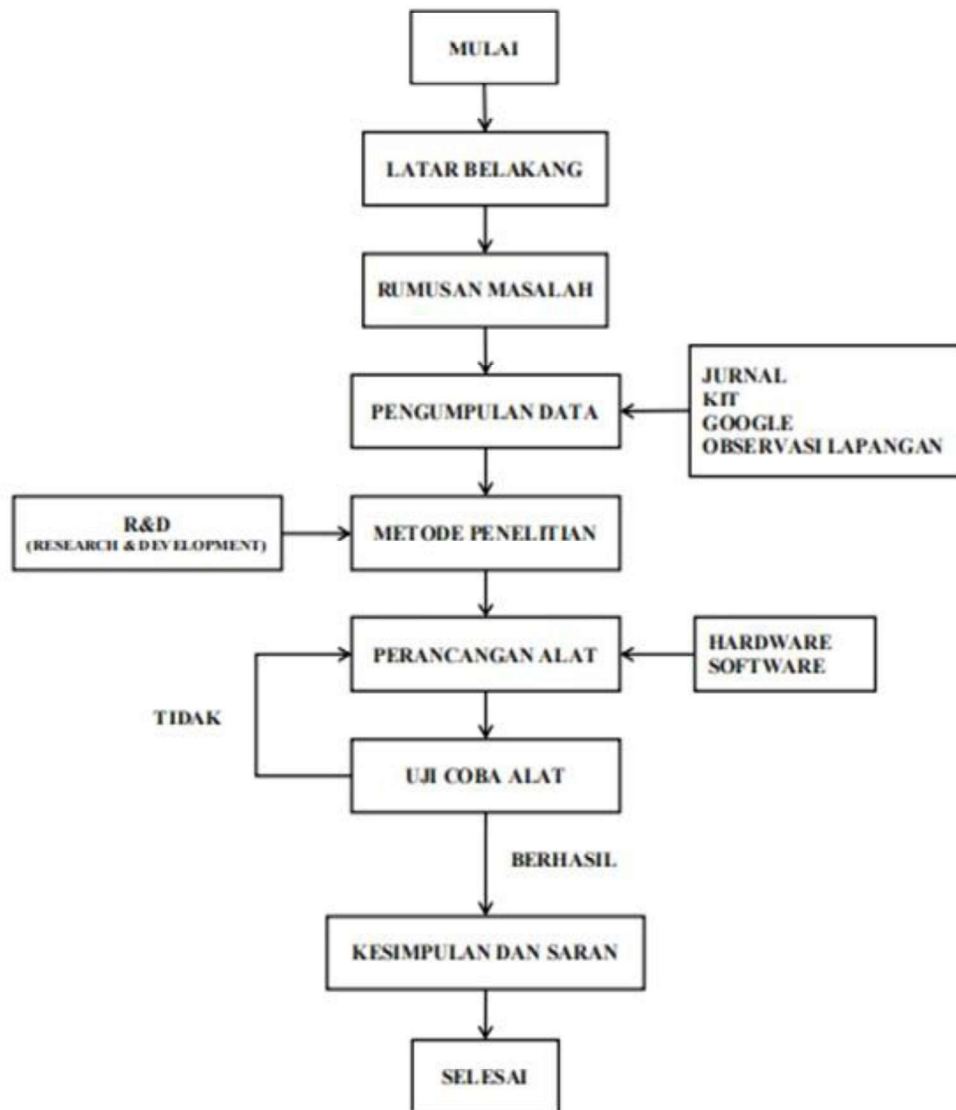 MULAI
LATAR BELAKANG
RUMUSAN MASALAH
PENGUMPULAN DATA
JURNAL
KIT
GOOGLE
OBSERVASI LAPANGAN
R&D
(RESEARCH & DEVELOPMENT)
METODE PENELITIAN
PERANCANGAN ALAT
HARDWARE
SOFTWARE
TIDAK
UJI COBA ALAT
BERHASIL
KESIMPULAN DAN SARAN
SELESAI